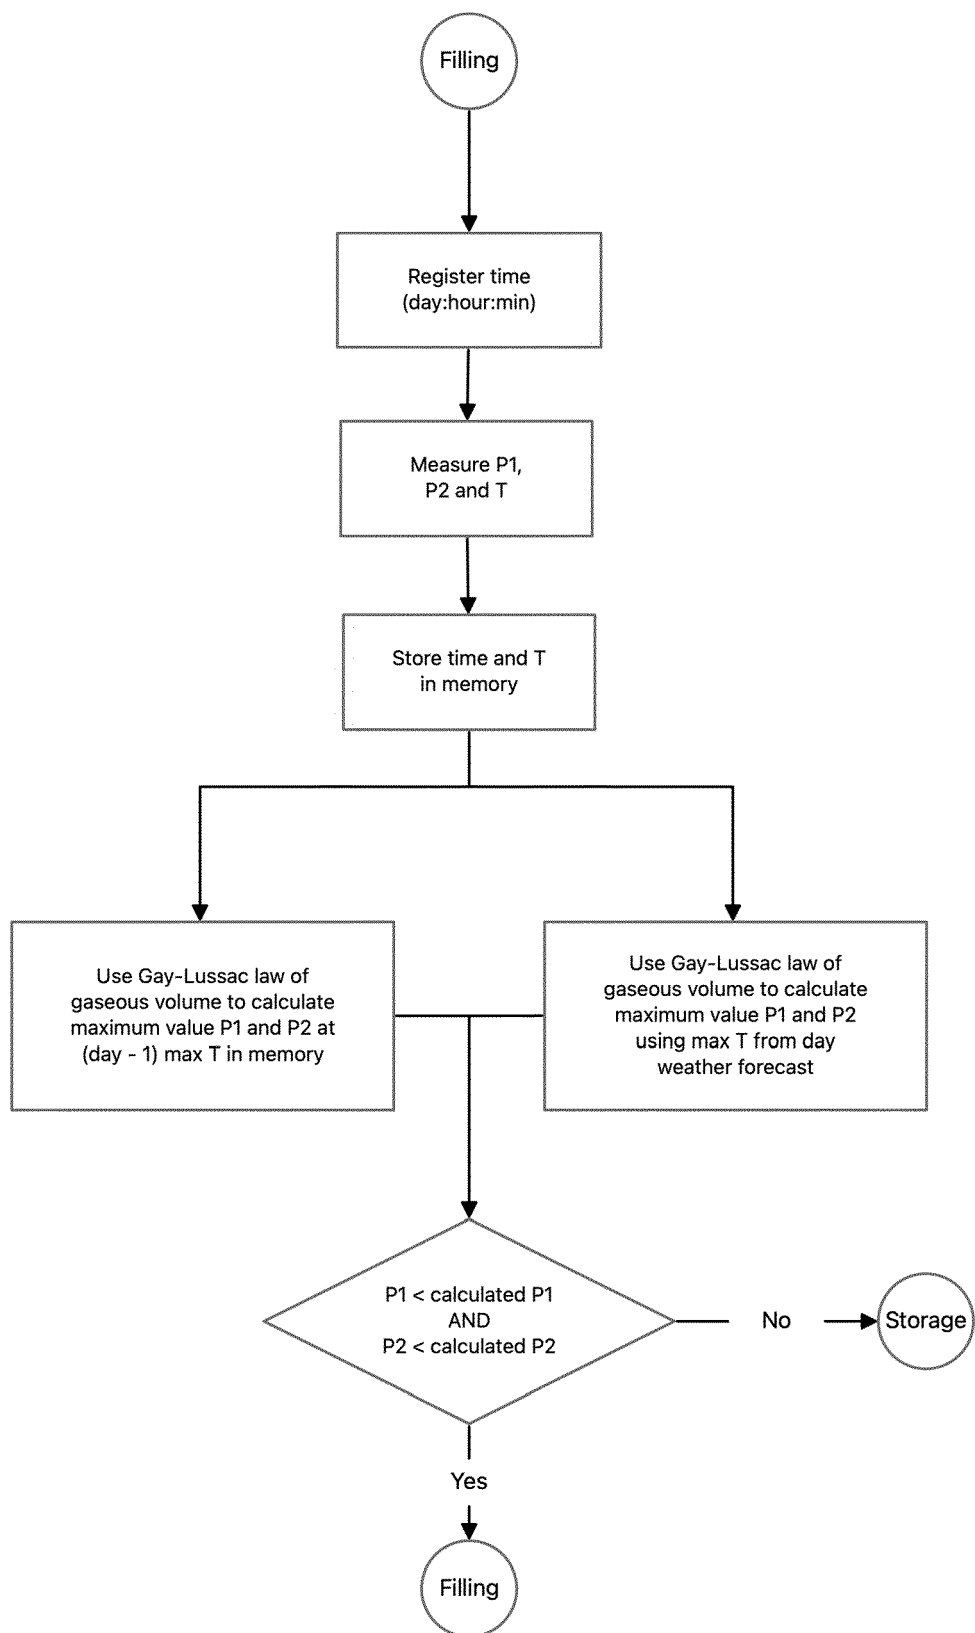 Filling
Register time
(day:hour:min)
Measure P1,
P2 and T
Store time and T
in memory
Use Gay-Lussac law of
gaseous volume to calculate
maximum value P1 and P2 at
(day - 1) max T in memory
Use Gay-Lussac law of
gaseous volume to calculate
maximum value P1 and P2
using max T from day
weather forecast
P1 < calculated P1
AND
P2 < calculated P2
No
Storage
Yes
Filling